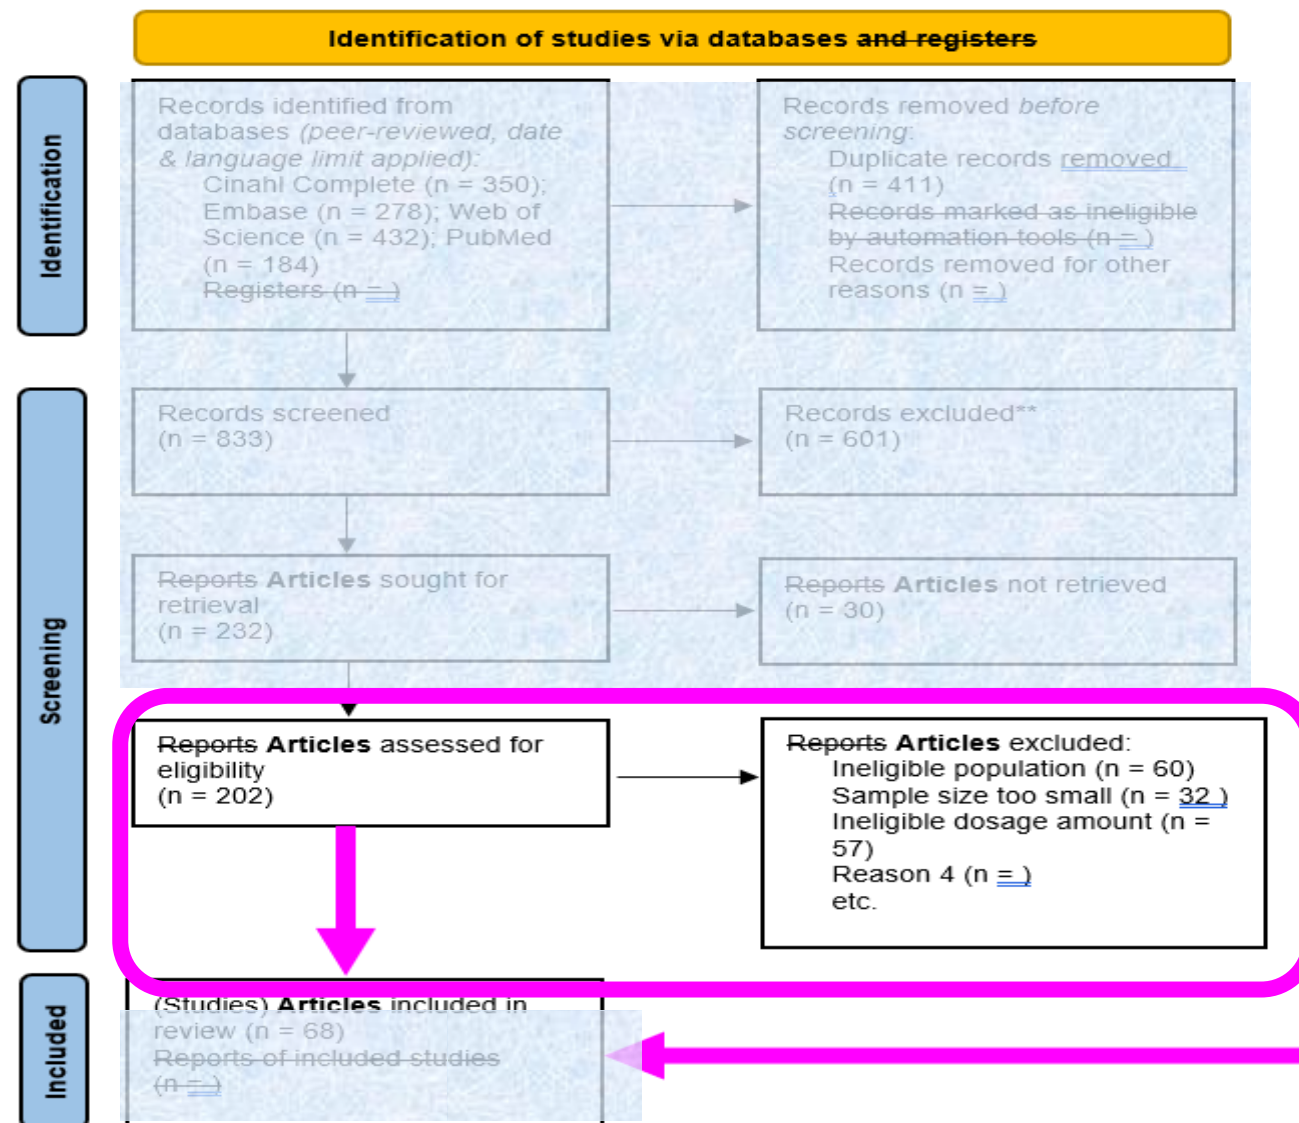 Identification of studies via databases and registers
Identification
Records identified from
databases (peer-reviewed, date
& language limit applied):
Cinahl Complete (n = 350);
Embase (n = 278); Web of
Science (n = 432); PubMed
(n = 184)
Registers (n = )
Records removed before
screening:
Duplicate records removed
(n = 411)
Records marked as ineligible
by automation tools (n = )
Records removed for other
reasons (n = )
Screening
Records screened
(n = 833)
Records excluded**
(n = 601)
Reports Articles sought for
retrieval
(n = 232)
Reports Articles not retrieved
(n = 30)
Reports Articles assessed for
eligibility
(n = 202)
Reports Articles excluded:
Ineligible population (n = 60)
Sample size too small (n = 32 )
Ineligible dosage amount (n =
57)
Reason 4 (n = )
etc.
Included
(Studies) Articles included in
review (n = 68)
Reports of included studies
(n = )